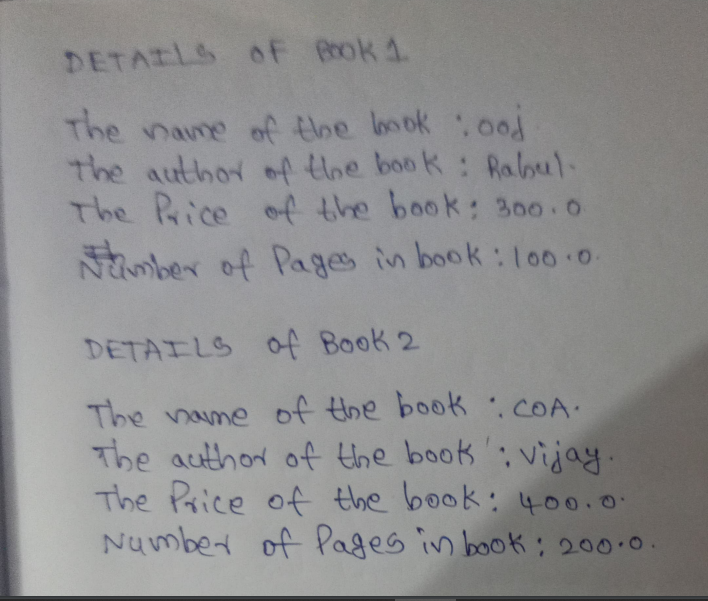 DETAILS OF BOOK 1
The name of the book : ooj
The author of the book : Rahul.
The Price of the book : 300.0
Number of Pages in book : 100.0.
DETAILS of BOOK 2
The name of the book : COA.
The author of the book : vijay.
The Price of the book : 400.0.
Number of Pages in book : 200.0.